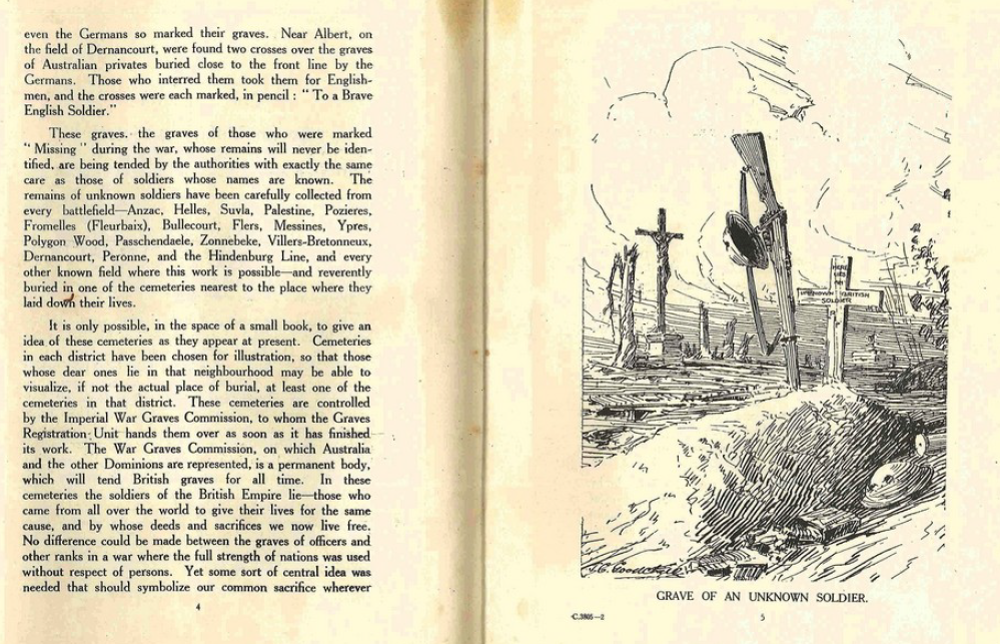 even the Germans so marked their graves. Near Albert, on
the field of Dernancourt, were found two crosses over the graves
of Australian privates buried close to the front line by the
Germans. Those who interred them took them for English-
men, and the crosses were each marked, in pencil : " To a Brave
English Soldier."
These graves. the graves of those who were marked
" Missing " during the war, whose remains will never be iden-
tified, are being tended by the authorities with exactly the same
care as those of soldiers whose names are known. The
remains of unknown soldiers have been carefully collected from
every battlefield—Anzac, Helles, Suvla, Palestine, Pozieres,
Fromelles (Fleurbaix), Bullecourt, Flers, Messines, Ypres,
Polygon Wood, Passchendaele, Zonnebeke, Villers-Bretonneux,
Dernancourt, Peronne, and the Hindenburg Line, and every
other known field where this work is possible—and reverently
buried in one of the cemeteries nearest to the place where they
laid down their lives.
It is only possible, in the space of a small book, to give an
idea of these cemeteries as they appear at present. Cemeteries
in each district have been chosen for illustration, so that those
whose dear ones lie in that neighbourhood may be able to
visualize, if not the actual place of burial, at least one of the
cemeteries in that district. These cemeteries are controlled
by the Imperial War Graves Commission, to whom the Graves
Registration Unit hands them over as soon as it has finished
its work. The War Graves Commission, on which Australia
and the other Dominions are represented, is a permanent body,
which will tend British graves for all time. In these
cemeteries the soldiers of the British Empire lie—those who
came from all over the world to give their lives for the same
cause, and by whose deeds and sacrifices we now live free.
No difference could be made between the graves of officers and
other ranks in a war where the full strength of nations was used
without respect of persons. Yet some sort of central idea was
needed that should symbolize our common sacrifice wherever
4
HERE
LIES
AN
UNKNOWN BRITISH
SOLDIER
GRAVE OF AN UNKNOWN SOLDIER.
C.3805—2
5